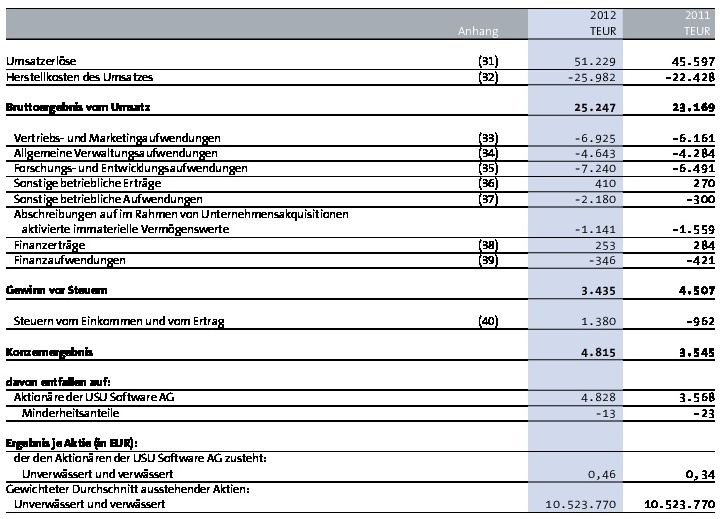 2012 2011
Anhang TEUR TEUR
Umsatzerlöse (31) 51.229 45.597
Herstellkosten des Umsatzes (32) -25.982 -22.428
Bruttoergebnis vom Umsatz 25.247 23.169
Vertriebs- und Marketingaufwendungen (33) -6.925 -6.161
Allgemeine Verwaltungsaufwendungen (34) -4.643 -4.284
Forschungs- und Entwicklungsaufwendungen (35) -7.240 -6.491
Sonstige betriebliche Erträge (36) 410 270
Sonstige betriebliche Aufwendungen (37) -2.180 -300
Abschreibungen auf im Rahmen von Unternehmensakquisitionen
aktivierte immaterielle Vermögenswerte -1.141 -1.559
Finanzerträge (38) 253 284
Finanzaufwendungen (39) -346 -421
Gewinn vor Steuern 3.435 4.507
Steuern vom Einkommen und vom Ertrag (40) 1.380 -962
Konzernergebnis 4.815 3.545
davon entfallen auf:
Aktionäre der USU Software AG 4.828 3.568
Minderheitsanteile -13 -23
Ergebnis je Aktie (in EUR):
der den Aktionären der USU Software AG zusteht:
Unverwässert und verwässert 0,46 0,34
Gewichteter Durchschnitt ausstehender Aktien:
Unverwässert und verwässert 10.523.770 10.523.770